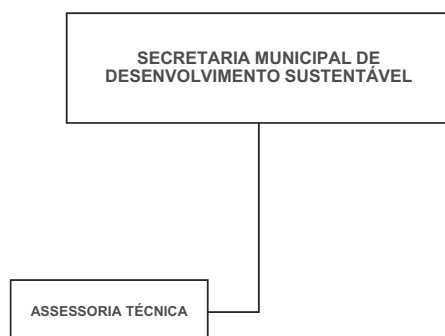 SECRETARIA MUNICIPAL DE
DESENVOLVIMENTO SUSTENTÁVEL
ASSESSORIA TÉCNICA